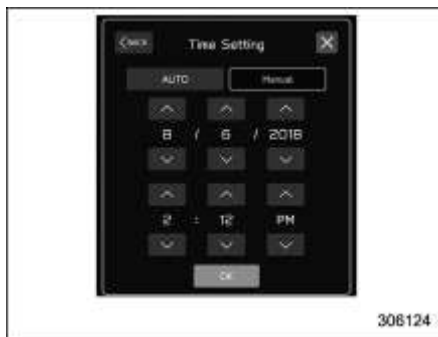 Back Time Setting X
AUTO Manual
8 / 6 / 2018
2 : 12 PM
OK
306124